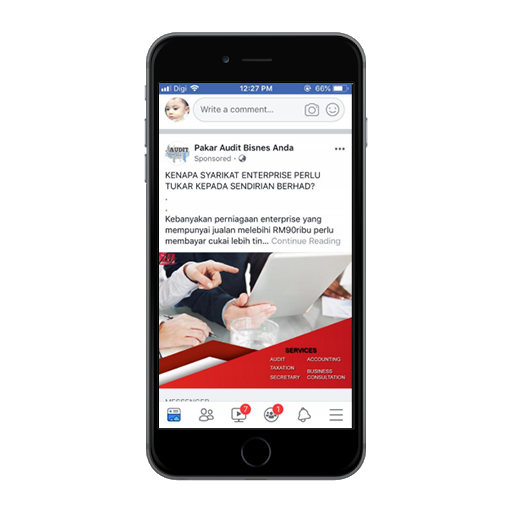 Digi 12:27 PM 66%
Write a comment...
AUDIT
Pakar Audit Bisnes Anda
Sponsored
KENAPA SYARIKAT ENTERPRISE PERLU
TUKAR KEPADA SENDIRIAN BERHAD?
.
.
Kebanyakan perniagaan enterprise yang
mempunyai jualan melebihi RM90ribu perlu
membayar cukai lebih tin... Continue Reading
SERVICES
AUDIT ACCOUNTING
TAXATION
BUSINESS
SECRETARY CONSULTATION
MESSENGER
7 1